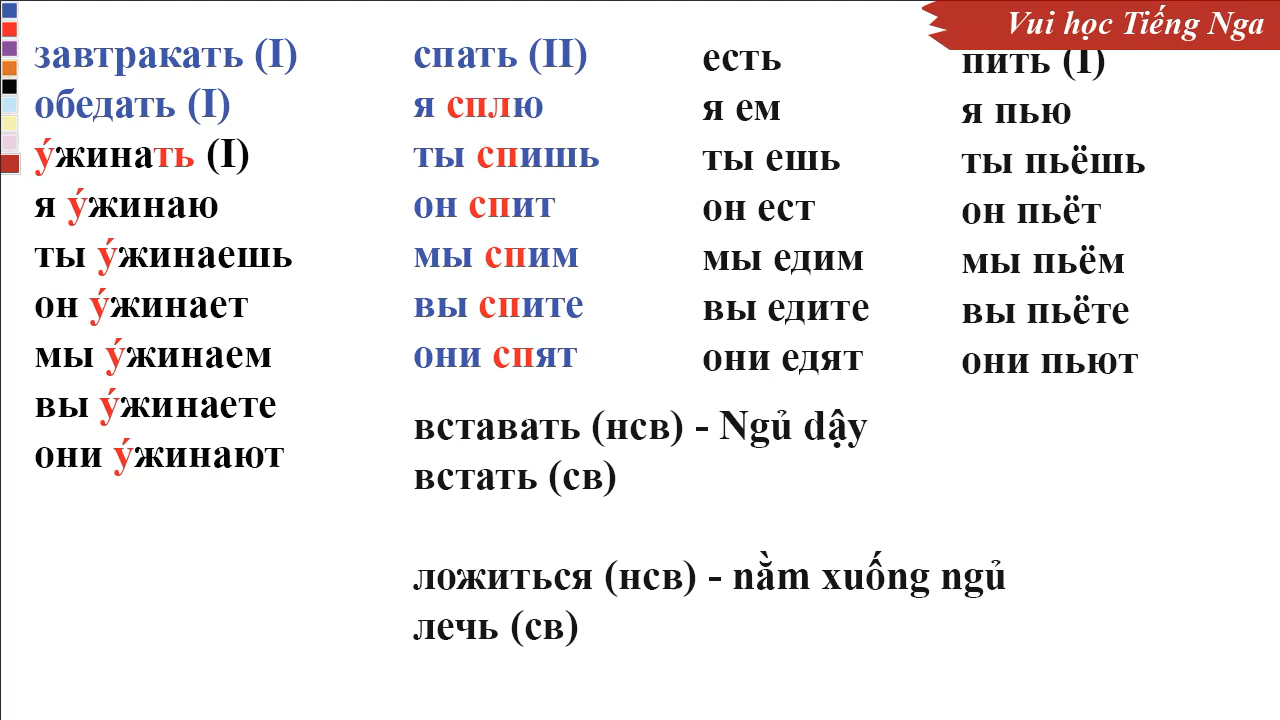 Vui học Tiếng Nga
завтракать (I)
обедать (I)
у́жинать (I)
я у́жинаю
ты у́жинаешь
он у́жинает
мы у́жинаем
вы у́жинаете
они у́жинают
спать (II)
я сплю
ты спишь
он спит
мы спим
вы спите
они спят
есть
я ем
ты ешь
он ест
мы едим
вы едите
они едят
пить (I)
я пью
ты пьёшь
он пьёт
мы пьём
вы пьёте
они пьют
вставать (нсв) - Ngủ dậy
встать (св)
ложиться (нсв) - nằm xuống ngủ
лечь (св)